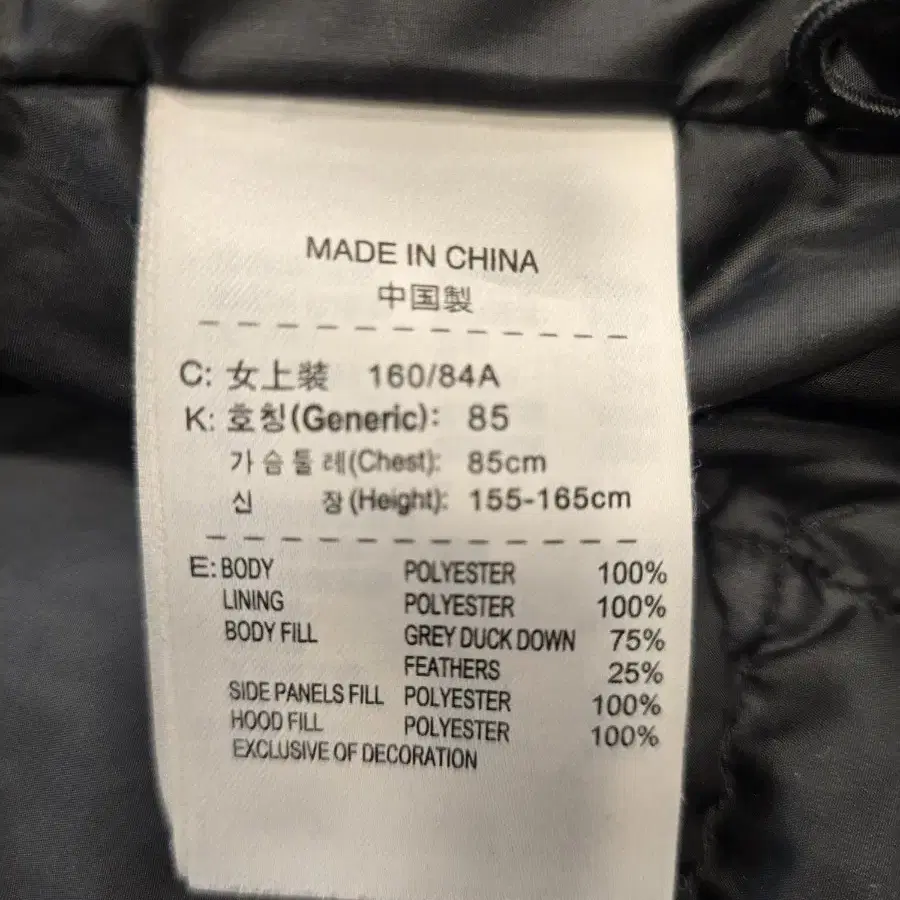 MADE IN CHINA
中国製
C: 女上装 160/84A
K: 호칭(Generic): 85
가슴둘레(Chest): 85cm
신 장(Height): 155-165cm
E: BODY POLYESTER 100%
LINING POLYESTER 100%
BODY FILL GREY DUCK DOWN 75%
FEATHERS 25%
SIDE PANELS FILL POLYESTER 100%
HOOD FILL POLYESTER 100%
EXCLUSIVE OF DECORATION